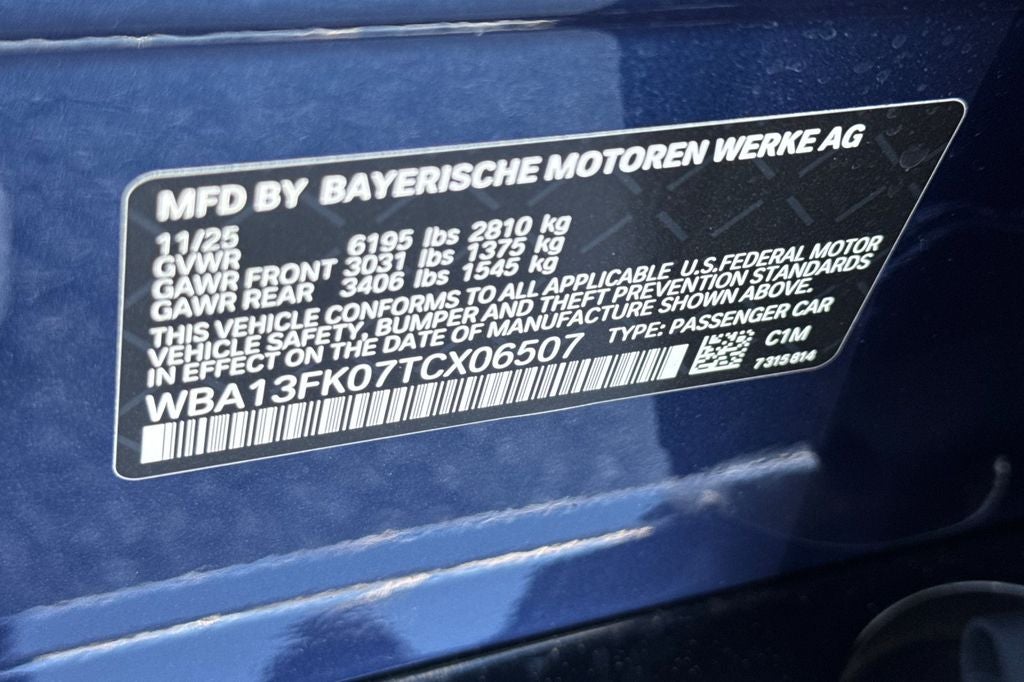 MFD BY BAYERISCHE MOTOREN WERKE AG
11/25
GVWR 6195 lbs 2810 kg
GAWR FRONT 3031 lbs 1375 kg
GAWR REAR 3406 lbs 1545 kg
THIS VEHICLE CONFORMS TO ALL APPLICABLE U.S.FEDERAL MOTOR
VEHICLE SAFETY, BUMPER AND THEFT PREVENTION STANDARDS
IN EFFECT ON THE DATE OF MANUFACTURE SHOWN ABOVE.
WBA13FK07TCX06507 TYPE: PASSENGER CAR
C1M
7315814